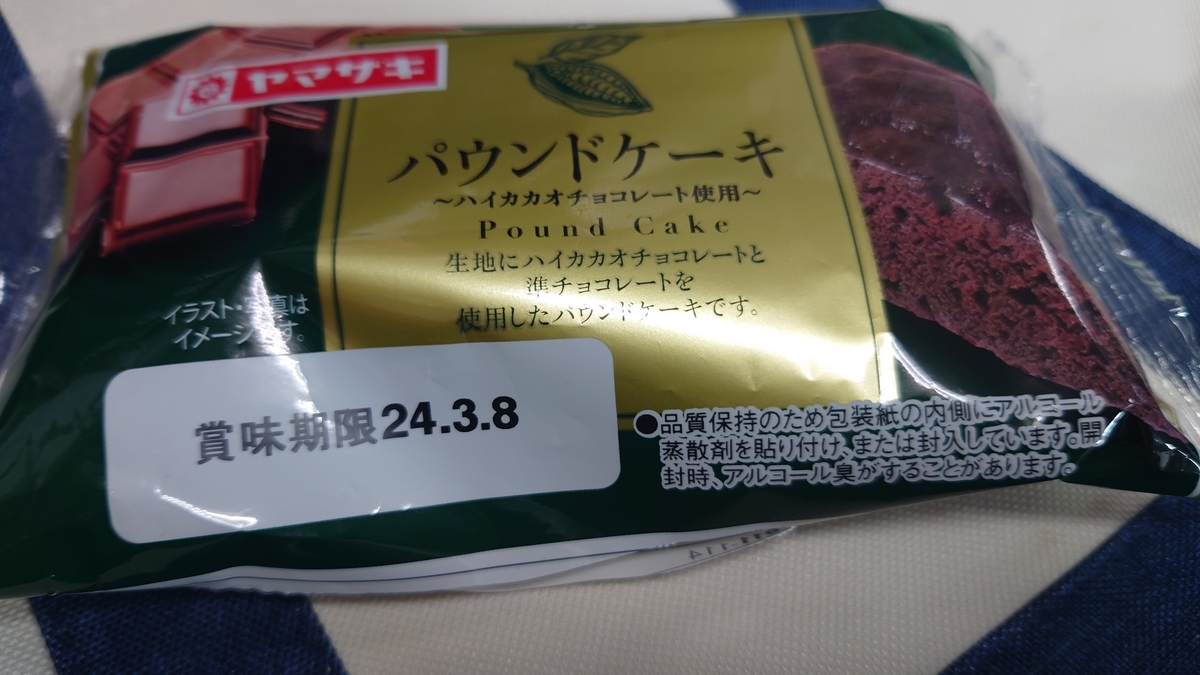 ヤマザキ
パウンドケーキ
～ハイカカオチョコレート使用～
Pound Cake
生地にハイカカオチョコレートと
準チョコレートを
使用したパウンドケーキです。
イラスト・写真は
イメージです。
賞味期限24.3.8
●品質保持のため包装紙の内側にアルコール
蒸散剤を貼り付け、または封入しています。開
封時、アルコール臭がすることがあります。